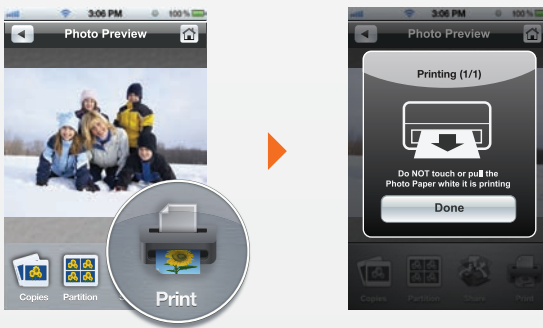 3:06 PM 100%
Photo Preview
Copies Partition Print
3:06 PM 100%
Photo Preview
Printing (1/1)
Do NOT touch or pull the
Photo Paper white it is printing
Done
Copies Partition Share Print